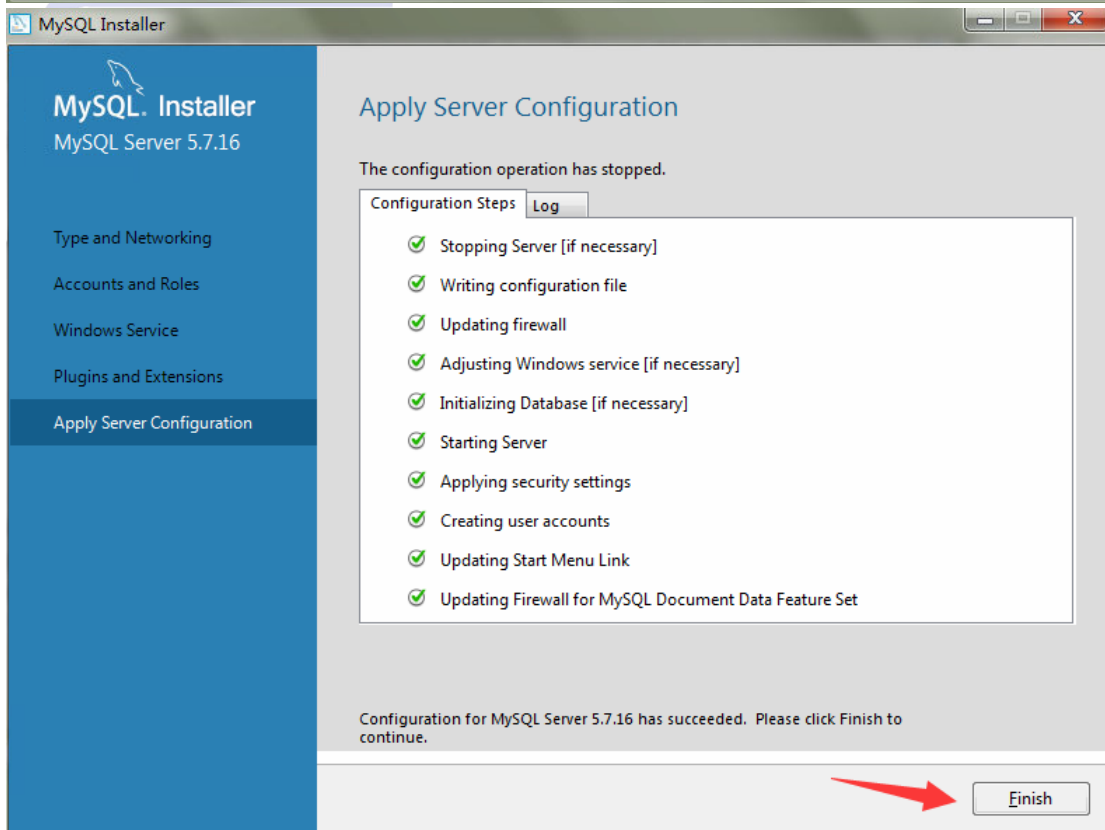 MySQL Installer
MySQL. Installer
MySQL Server 5.7.16
Type and Networking
Accounts and Roles
Windows Service
Plugins and Extensions
Apply Server Configuration
Apply Server Configuration
The configuration operation has stopped.
Configuration Steps Log
Stopping Server [if necessary]
Writing configuration file
Updating firewall
Adjusting Windows service [if necessary]
Initializing Database [if necessary]
Starting Server
Applying security settings
Creating user accounts
Updating Start Menu Link
Updating Firewall for MySQL Document Data Feature Set
Configuration for MySQL Server 5.7.16 has succeeded. Please click Finish to
continue.
Finish